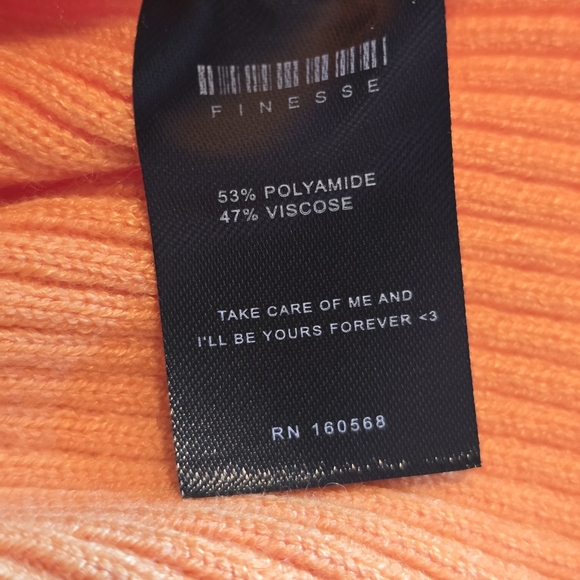 FINESSE
53% POLYAMIDE
47% VISCOSE
TAKE CARE OF ME AND
I'LL BE YOURS FOREVER <3
RN 160568